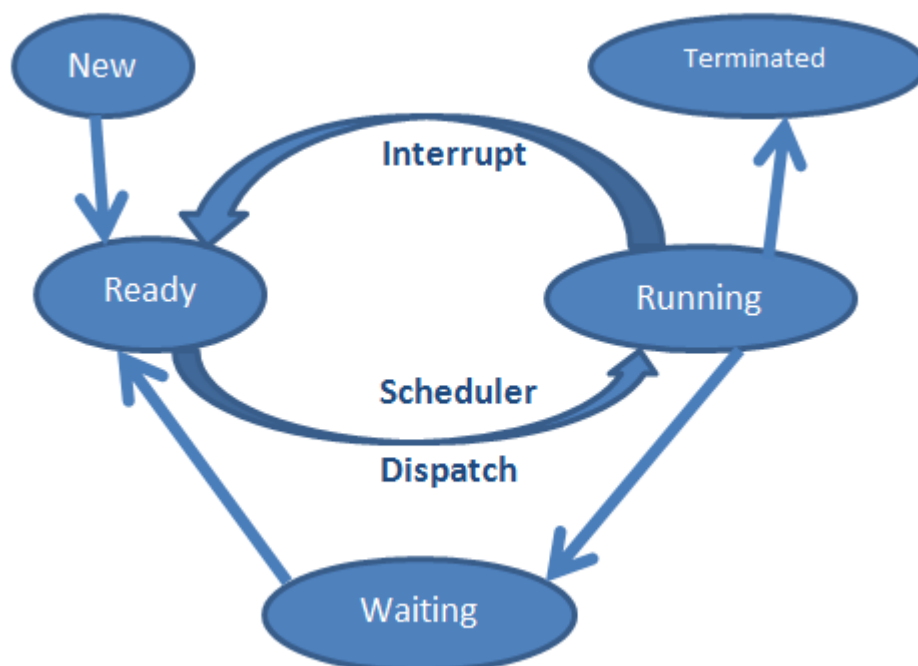 New
Terminated
Interrupt
Ready
Running
Scheduler
Dispatch
Waiting